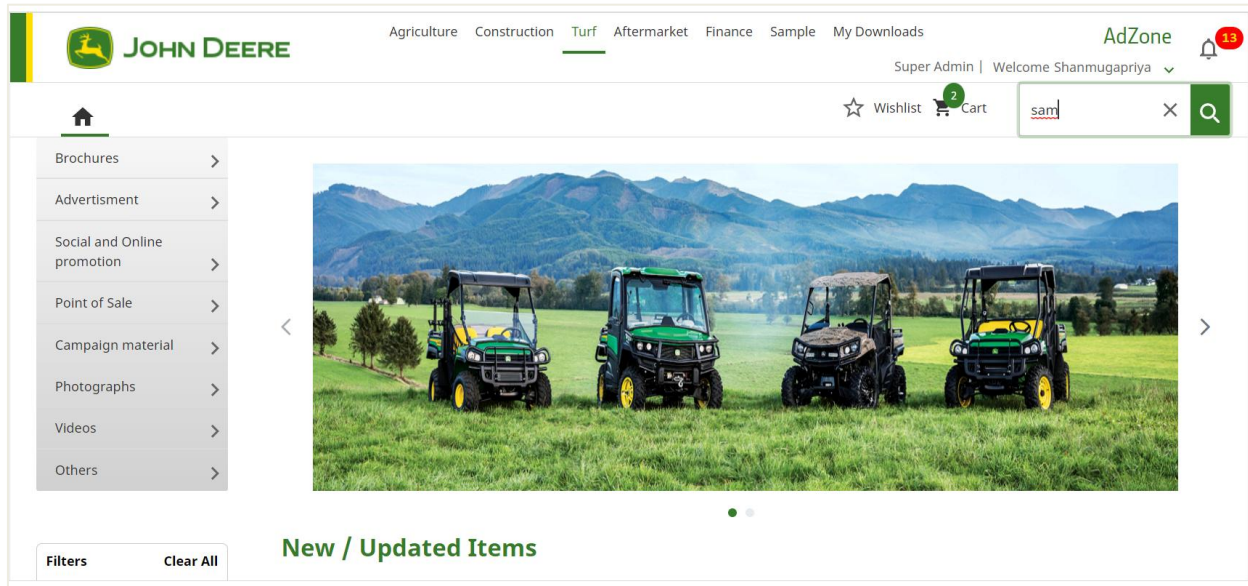 JOHN DEERE
Agriculture Construction Turf Aftermarket Finance Sample My Downloads
AdZone
13
Super Admin | Welcome Shanmugapriya
Wishlist
2
Cart
sam
Brochures
Advertisment
Social and Online
promotion
Point of Sale
Campaign material
Photographs
Videos
Others
New / Updated Items
Filters Clear All